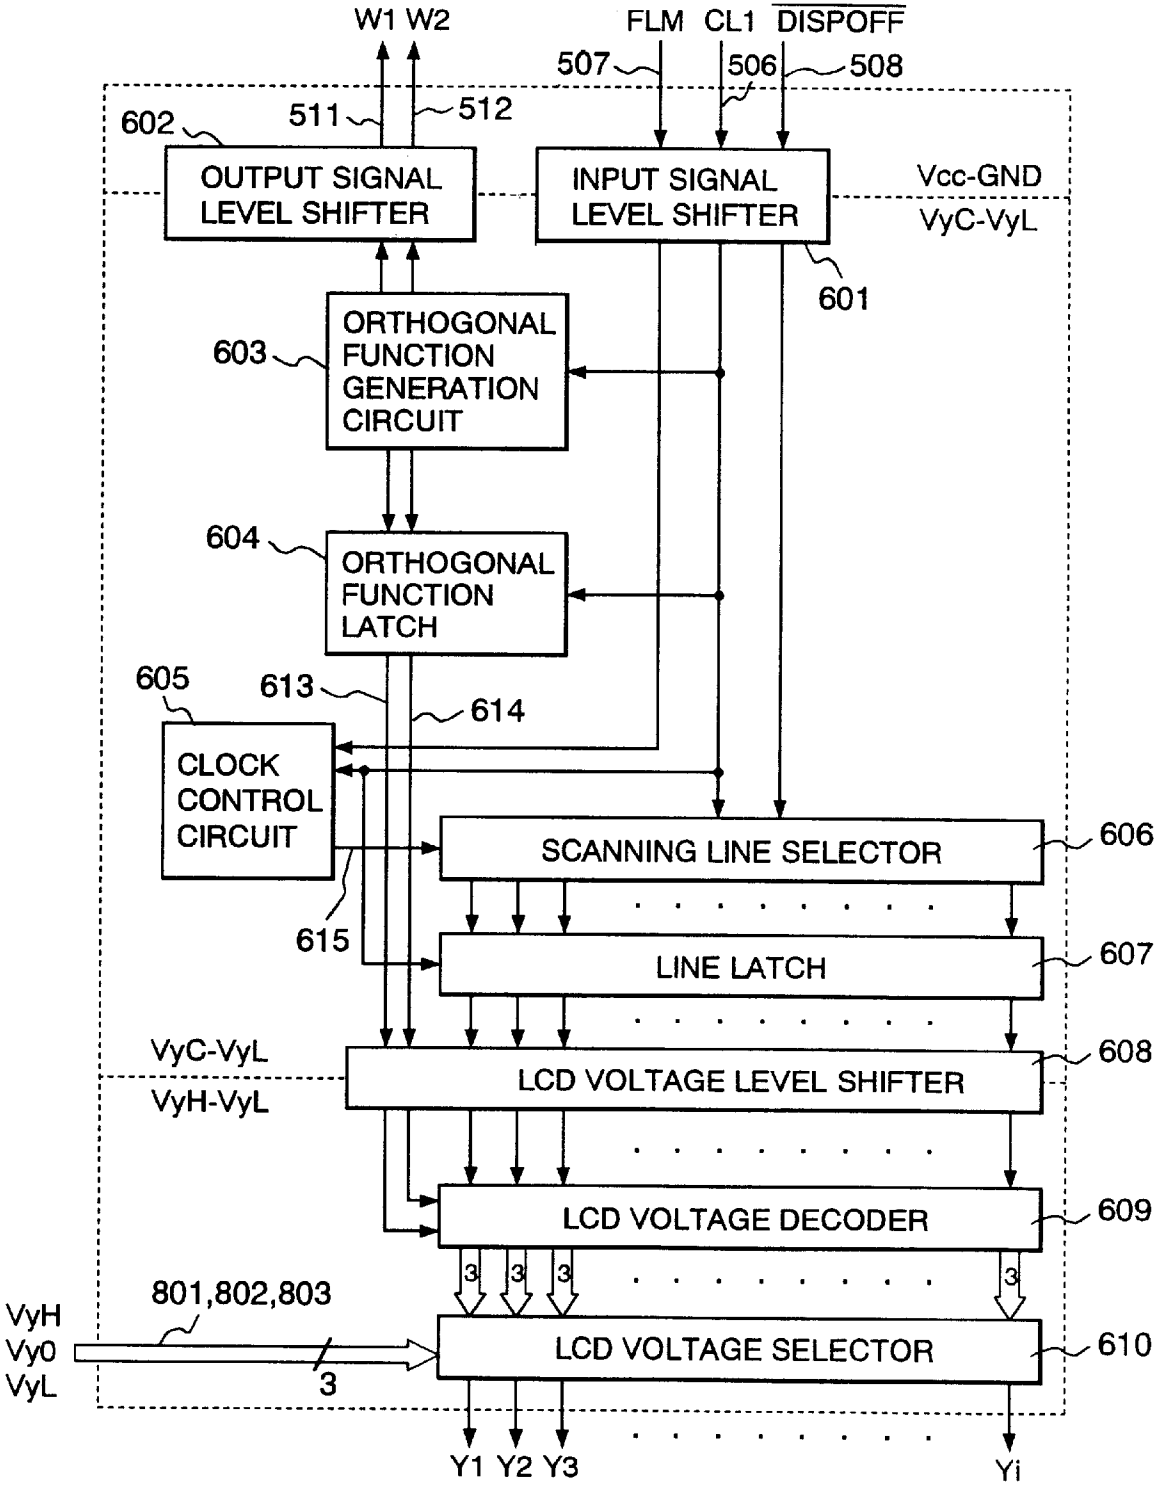 W1 W2
FLM CL1 DISPOFF
507
506
508
511
512
602
OUTPUT SIGNAL
LEVEL SHIFTER
INPUT SIGNAL
LEVEL SHIFTER
Vcc-GND
VyC-VyL
601
603
ORTHOGONAL
FUNCTION
GENERATION
CIRCUIT
604
ORTHOGONAL
FUNCTION
LATCH
605
613
614
CLOCK
CONTROL
CIRCUIT
SCANNING LINE SELECTOR
606
615
LINE LATCH
607
VyC-VyL
VyH-VyL
LCD VOLTAGE LEVEL SHIFTER
608
LCD VOLTAGE DECODER
609
3 3 3 3
801,802,803
VyH
Vy0
VyL
3
LCD VOLTAGE SELECTOR
610
Y1 Y2 Y3 Yi